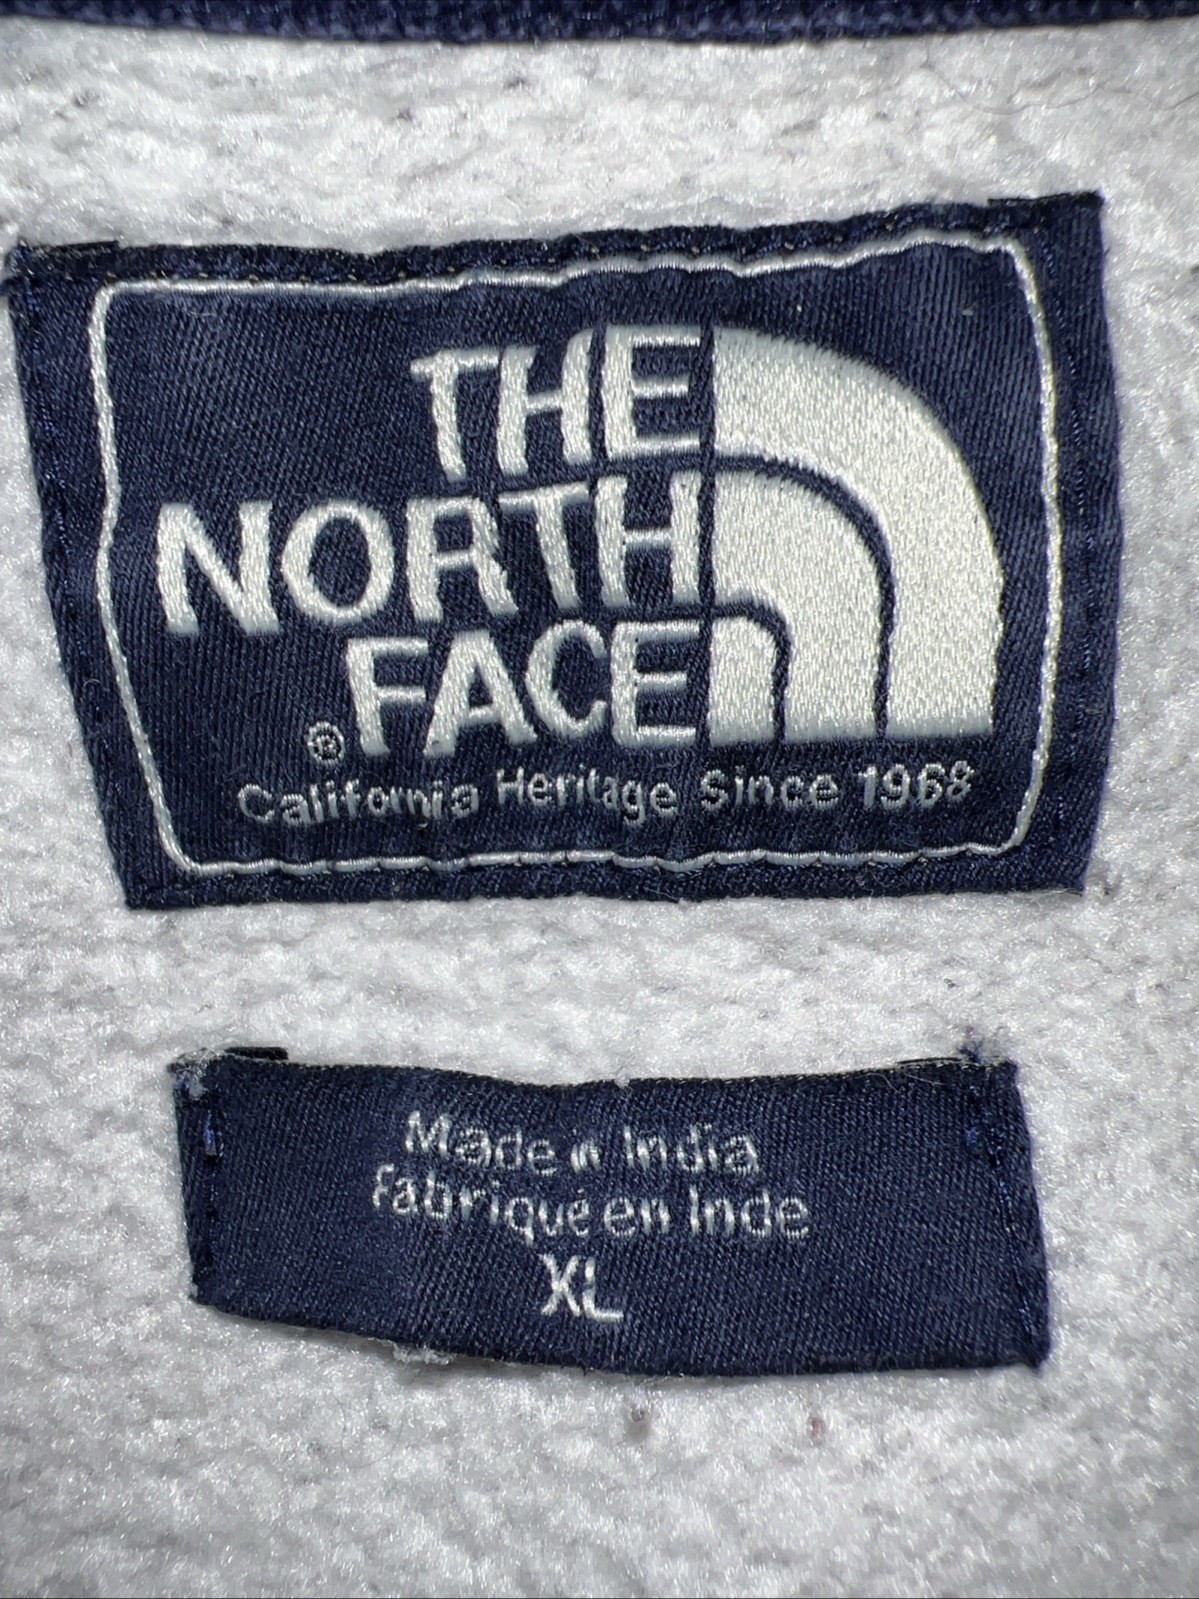 THE
NORTH
FACE
®
California Heritage Since 1968
Made in India
Fabriqué en Inde
XL